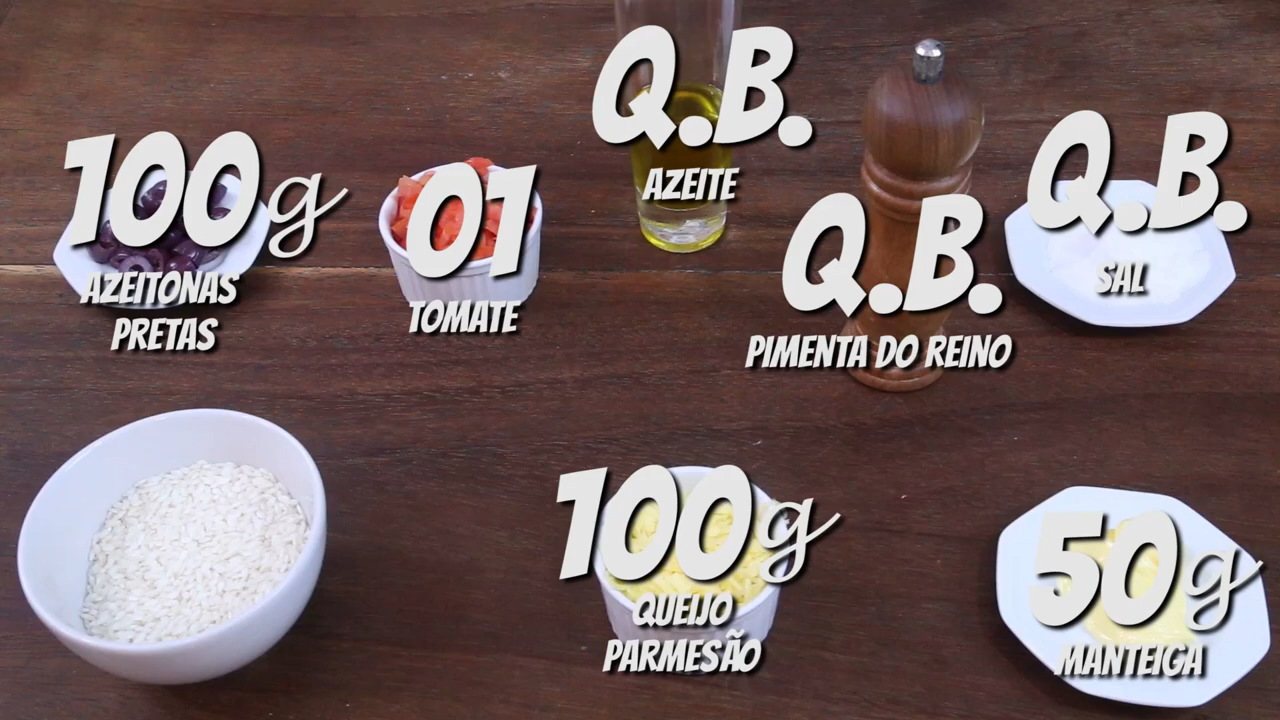 Q.B.
AZEITE
100g
AZEITONAS
PRETAS
01
TOMATE
Q.B.
PIMENTA DO REINO
Q.B.
SAL
100g
QUEIJO
PARMESÃO
50g
MANTEIGA